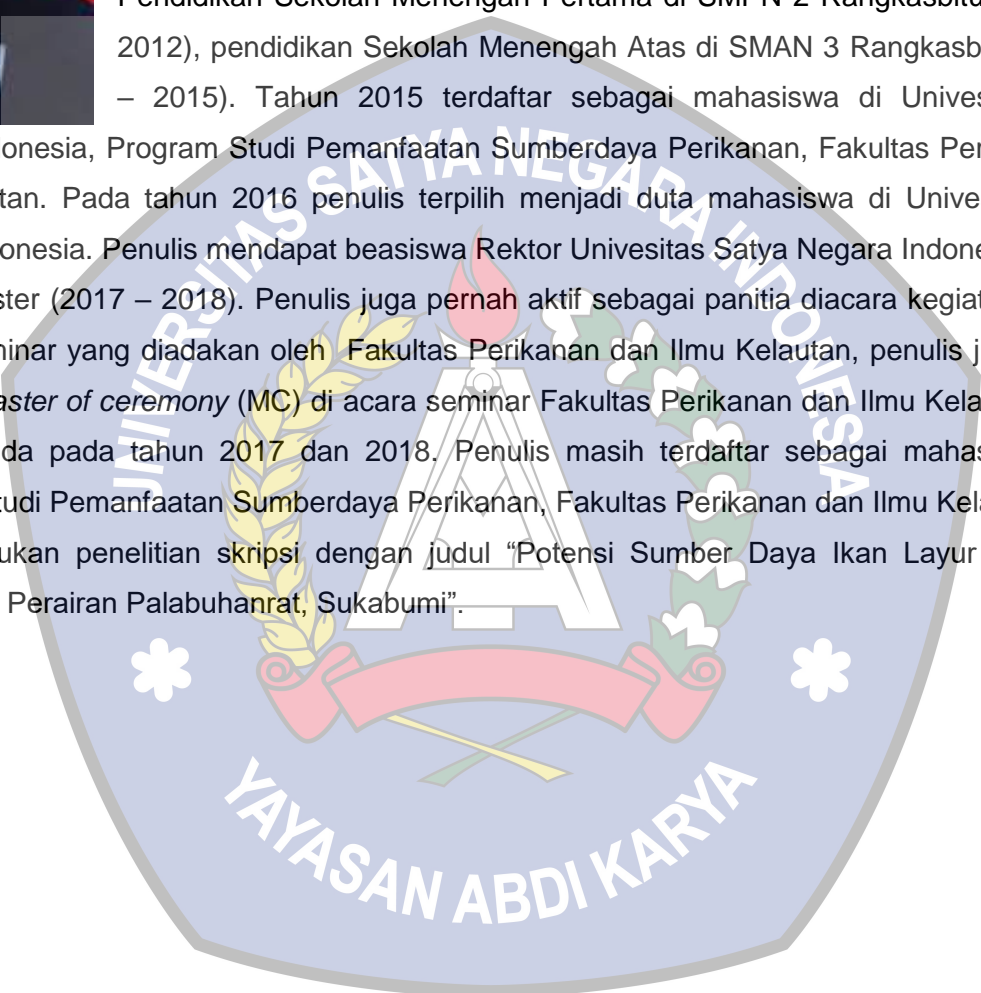 Pendidikan Sekolah Menengah Pertama di SMPN 2 Rangkasbitu
2012), pendidikan Sekolah Menengah Atas di SMAN 3 Rangkasb
– 2015). Tahun 2015 terdaftar sebagai mahasiswa di Unives
onesia, Program Studi Pemanfaatan Sumberdaya Perikanan, Fakultas Per
utan. Pada tahun 2016 penulis terpilih menjadi duta mahasiswa di Unive
onesia. Penulis mendapat beasiswa Rektor Univesitas Satya Negara Indone
ster (2017 – 2018). Penulis juga pernah aktif sebagai panitia diacara kegiat
ninar yang diadakan oleh Fakultas Perikanan dan Ilmu Kelautan, penulis j
aster of ceremony (MC) di acara seminar Fakultas Perikanan dan Ilmu Kela
da pada tahun 2017 dan 2018. Penulis masih terdaftar sebagai mahas
tudi Pemanfaatan Sumberdaya Perikanan, Fakultas Perikanan dan Ilmu Kela
ukan penelitian skripsi dengan judul “Potensi Sumber Daya Ikan Layur
Perairan Palabuhanrat, Sukabumi”.
UNIVERSITAS SATYA NEGARA INDONESIA
YAYASAN ABDI KARYA